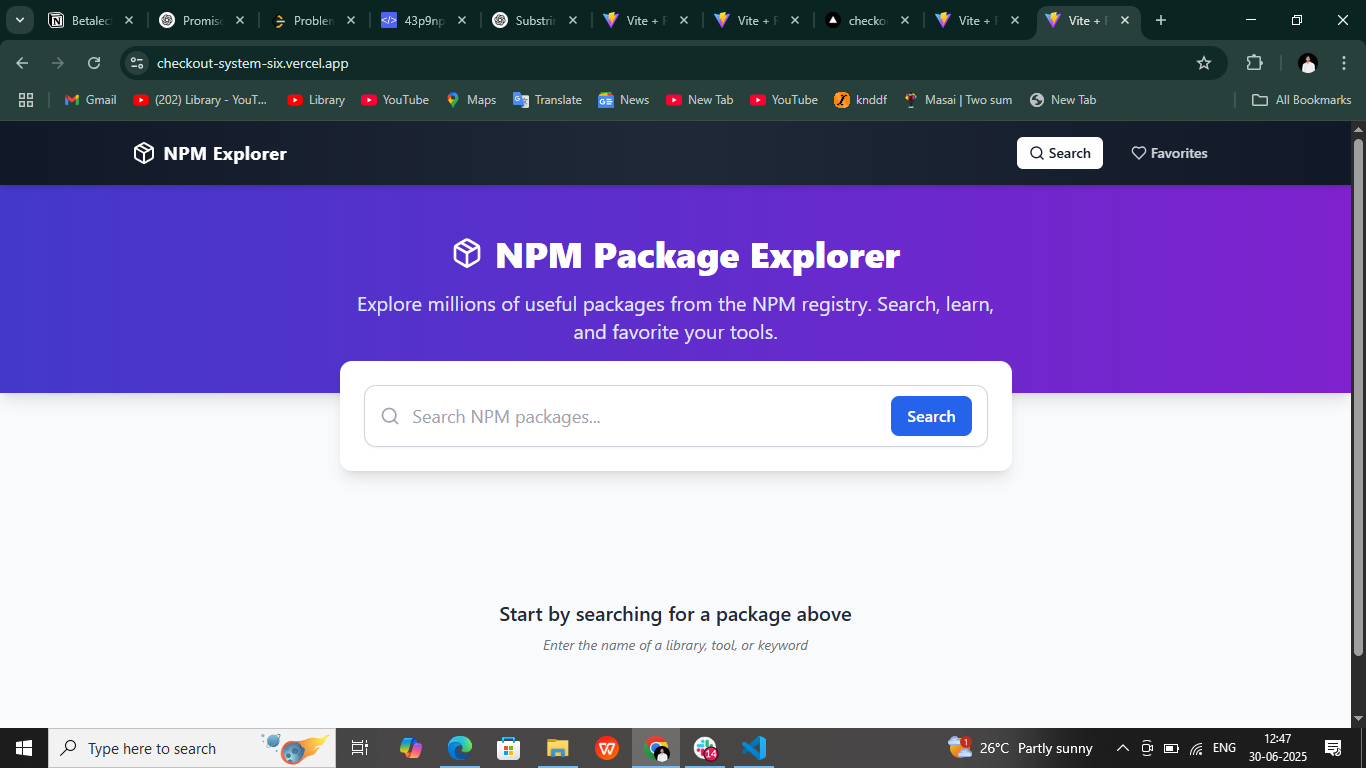 Betalec
Promise
Problem
43p9np
Substrin
Vite + R
Vite + R
checko
Vite + R
Vite + R
checkout-system-six.vercel.app
Gmail
(202) Library - YouT...
Library
YouTube
Maps
Translate
News
New Tab
YouTube
knddf
Masai | Two sum
New Tab
All Bookmarks
NPM Explorer
Search
Favorites
NPM Package Explorer
Explore millions of useful packages from the NPM registry. Search, learn,
and favorite your tools.
Search NPM packages...
Search
Start by searching for a package above
Enter the name of a library, tool, or keyword
Type here to search
14
1
26°C Partly sunny
ENG
12:47
30-06-2025